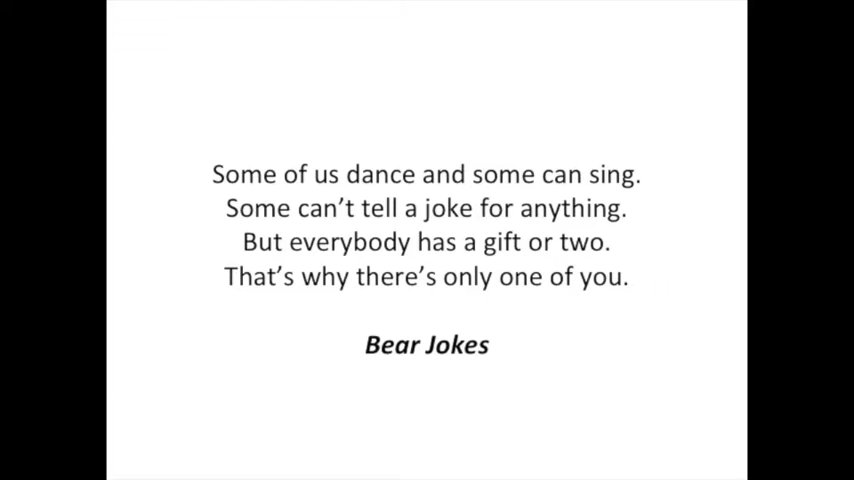 Some of us dance and some can sing.
Some can’t tell a joke for anything.
But everybody has a gift or two.
That’s why there’s only one of you.
Bear Jokes